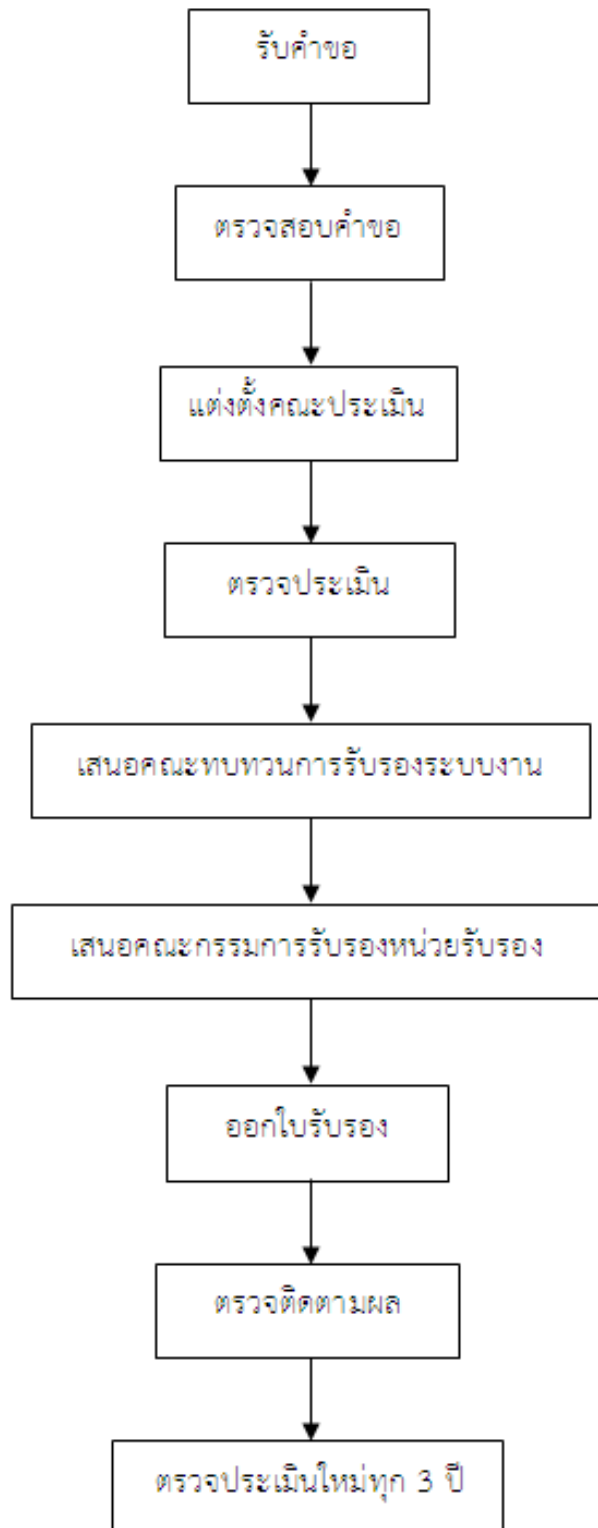 รับคำขอ
ตรวจสอบคำขอ
แต่งตั้งคณะประเมิน
ตรวจประเมิน
เสนอคณะทบทวนการรับรองระบบงาน
เสนอคณะกรรมการรับรองหน่วยรับรอง
ออกใบรับรอง
ตรวจติดตามผล
ตรวจประเมินใหม่ทุก 3 ปี